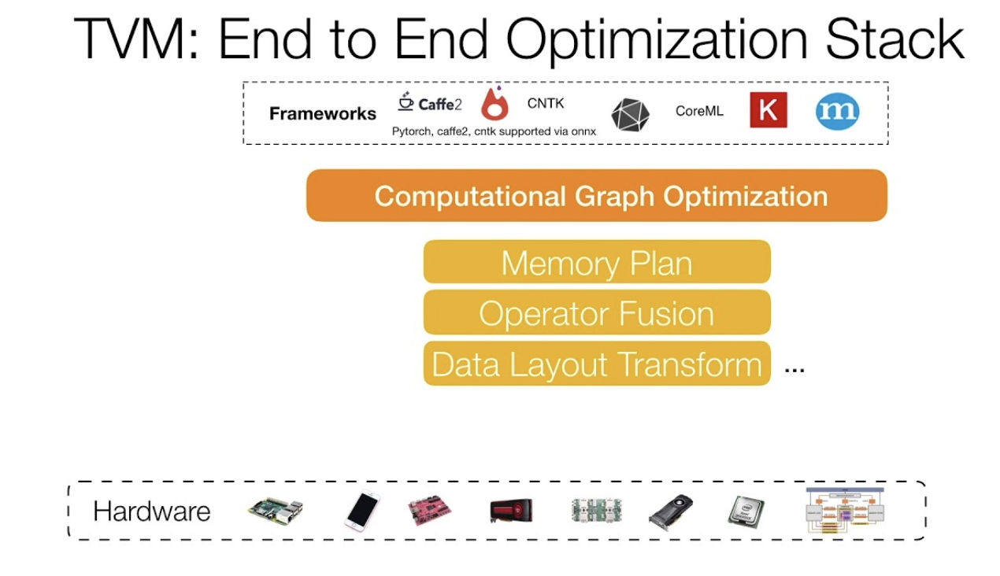 TVM: End to End Optimization Stack
Frameworks
Caffe2
CNTK
CoreML
K
m
Pytorch, caffe2, cntk supported via onnx
Computational Graph Optimization
Memory Plan
Operator Fusion
Data Layout Transform ...
Hardware